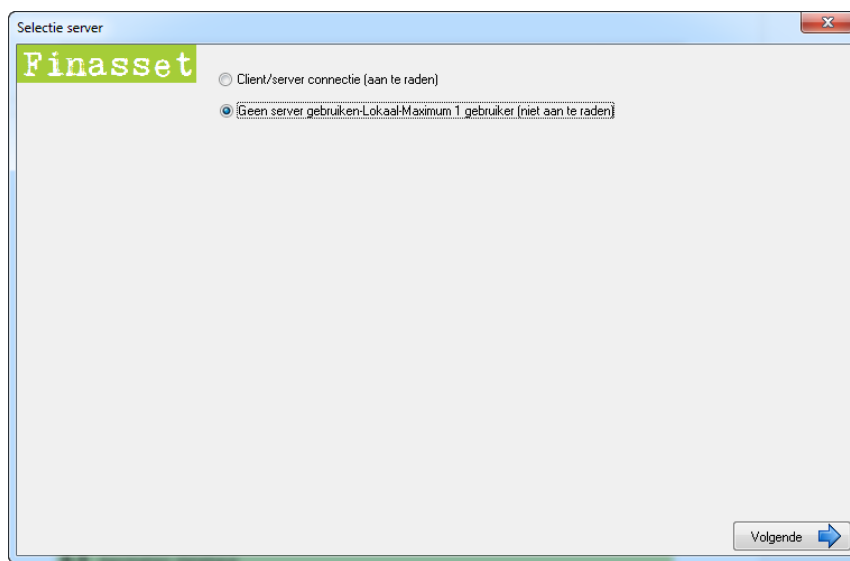 Selectie server
Finasset
Client/server connectie (aan te raden)
Geen server gebruiken-Lokaal-Maximum 1 gebruiker (niet aan te raden)
Volgende